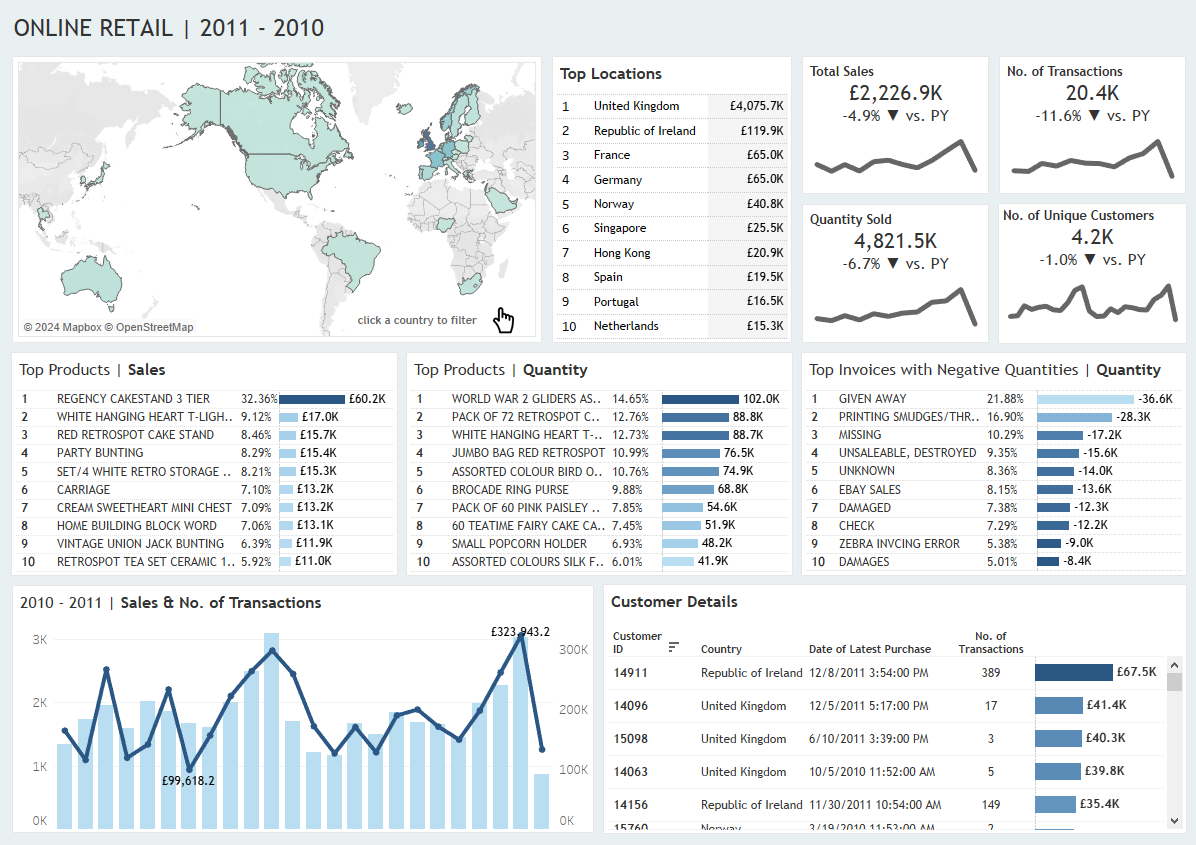 ONLINE RETAIL | 2011 - 2010
© 2024 Mapbox © OpenStreetMap
click a country to filter
Top Locations
1 United Kingdom £4,075.7K
2 Republic of Ireland £119.9K
3 France £65.0K
4 Germany £65.0K
5 Norway £40.8K
6 Singapore £25.5K
7 Hong Kong £20.9K
8 Spain £19.5K
9 Portugal £16.5K
10 Netherlands £15.3K
Total Sales
£2,226.9K
-4.9% ▼ vs. PY
No. of Transactions
20.4K
-11.6% ▼ vs. PY
Quantity Sold
4,821.5K
-6.7% ▼ vs. PY
No. of Unique Customers
4.2K
-1.0% ▼ vs. PY
Top Products | Sales
1 REGENCY CAKESTAND 3 TIER 32.36% £60.2K
2 WHITE HANGING HEART T-LIGH.. 9.12% £17.0K
3 RED RETROSPOT CAKE STAND 8.46% £15.7K
4 PARTY BUNTING 8.29% £15.4K
5 SET/4 WHITE RETRO STORAGE .. 8.21% £15.3K
6 CARRIAGE 7.10% £13.2K
7 CREAM SWEETHEART MINI CHEST 7.09% £13.2K
8 HOME BUILDING BLOCK WORD 7.06% £13.1K
9 VINTAGE UNION JACK BUNTING 6.39% £11.9K
10 RETROSPOT TEA SET CERAMIC 1.. 5.92% £11.0K
Top Products | Quantity
1 WORLD WAR 2 GLIDERS AS.. 14.65% 102.0K
2 PACK OF 72 RETROSPOT C.. 12.76% 88.8K
3 WHITE HANGING HEART T-.. 12.73% 88.7K
4 JUMBO BAG RED RETROSPOT 10.99% 76.5K
5 ASSORTED COLOUR BIRD O.. 10.76% 74.9K
6 BROCADE RING PURSE 9.88% 68.8K
7 PACK OF 60 PINK PAISLEY .. 7.85% 54.6K
8 60 TEATIME FAIRY CAKE CA.. 7.45% 51.9K
9 SMALL POPCORN HOLDER 6.93% 48.2K
10 ASSORTED COLOURS SILK F.. 6.01% 41.9K
Top Invoices with Negative Quantities | Quantity
1 GIVEN AWAY 21.88% -36.6K
2 PRINTING SMUDGES/THR.. 16.90% -28.3K
3 MISSING 10.29% -17.2K
4 UNSALEABLE, DESTROYED 9.35% -15.6K
5 UNKNOWN 8.36% -14.0K
6 EBAY SALES 8.15% -13.6K
7 DAMAGED 7.38% -12.3K
8 CHECK 7.29% -12.2K
9 ZEBRA INVCING ERROR 5.38% -9.0K
10 DAMAGES 5.01% -8.4K
2010 - 2011 | Sales & No. of Transactions
£323,943.2
3K 300K
2K 200K
1K 100K
£99,618.2
0K 0K
Customer Details
Customer ID Country Date of Latest Purchase No. of Transactions
14911 Republic of Ireland 12/8/2011 3:54:00 PM 389 £67.5K
14096 United Kingdom 12/5/2011 5:17:00 PM 17 £41.4K
15098 United Kingdom 6/10/2011 3:39:00 PM 3 £40.3K
14063 United Kingdom 10/5/2010 11:52:00 AM 5 £39.8K
14156 Republic of Ireland 11/30/2011 10:54:00 AM 149 £35.4K
15760 Norway 3/19/2010 11:53:00 AM 2